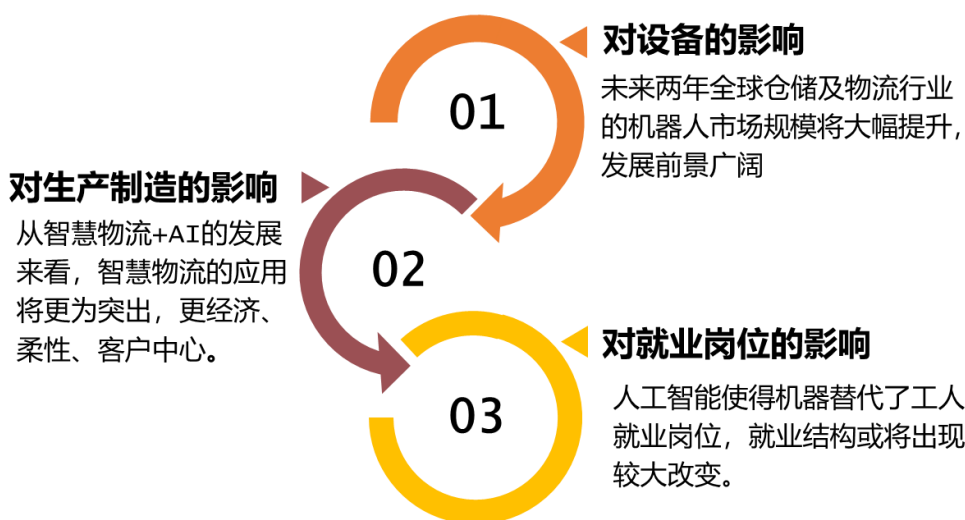 01
对设备的影响
未来两年全球仓储及物流行业
的机器人市场规模将大幅提升，
发展前景广阔
02
对生产制造的影响
从智慧物流+AI的发展
来看，智慧物流的应用
将更为突出，更经济、
柔性、客户中心。
03
对就业岗位的影响
人工智能使得机器替代了工人
就业岗位，就业结构或将出现
较大改变。